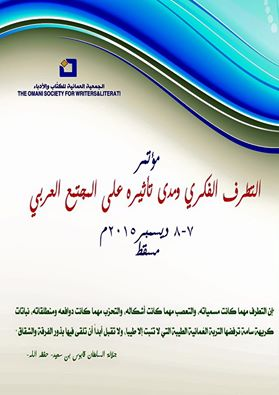 الجمعية العمانية للكتاب والأدباء
THE OMANI SOCIETY FOR WRITERS&LITERATI
مؤتمر
التطرف الفكري ومدى تأثيره على المجتمع العربي
٧-٨ ديسمبر ٢٠١٥م
مسقط
إن التطرف مهما كانت مسمياته، والتعصب مهما كانت أشكاله، والتحزب مهما كانت دوافعه ومنطلقاته، نباتات
كريهة سامة ترفضها التربة العمانية الطيبة التي لا تنبت إلا طيبا، ولا تقبل أبدا أن تلقى فيها بذور الفرقة والشقاق.
جلالة السلطان قابوس بن سعيد- حفظه الله-